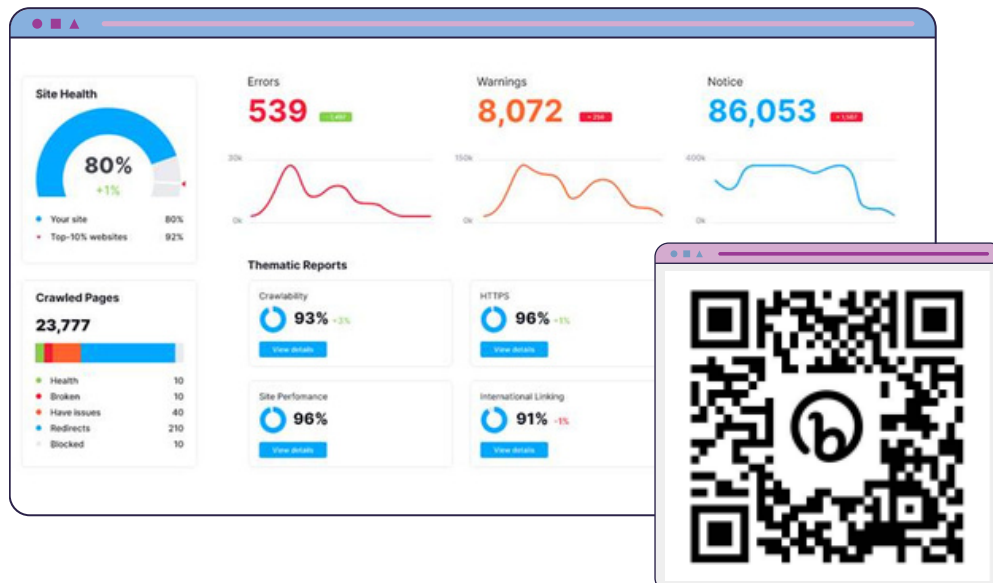 Site Health
80%
+1%
Your site 80%
Top-10% websites 92%
Crawled Pages
23,777
Health 10
Broken 10
Have issues 40
Redirects 210
Blocked 10
Errors
539
30k
0k
Warnings
8,072
150k
0k
Notice
86,053
400k
0k
Thematic Reports
Crawlability
93% +3%
View details
HTTPS
96% +1%
View details
Site Perfomance
96%
View details
International Linking
91% -1%
View details
b